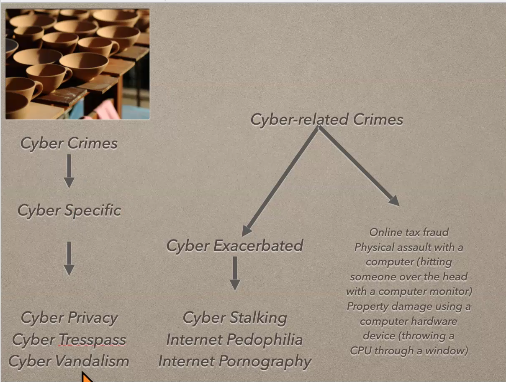 Cyber Crimes
Cyber Specific
Cyber Privacy
Cyber Tresspass
Cyber Vandalism
Cyber-related Crimes
Cyber Exacerbated
Cyber Stalking
Internet Pedophilia
Internet Pornography
Online tax fraud
Physical assault with a
computer (hitting
someone over the head
with a computer monitor)
Property damage using a
computer hardware
device (throwing a
CPU through a window)